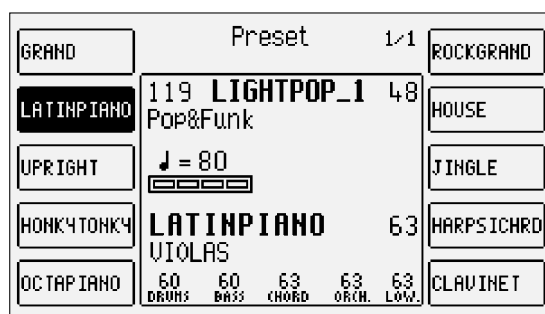 Preset 1/1
GRAND
LATINPIANO
UPRIGHT
HONKYTONKY
OCTAPIANO
119 LIGHTPOP_1 48
Pop&Funk
♩ = 80
LATINPIANO 63
VIOLAS
60 60 63 63 63
DRUMS BASS CHORD ORCH. LOW.
ROCKGRAND
HOUSE
JINGLE
HARPSICHRD
CLAVINET